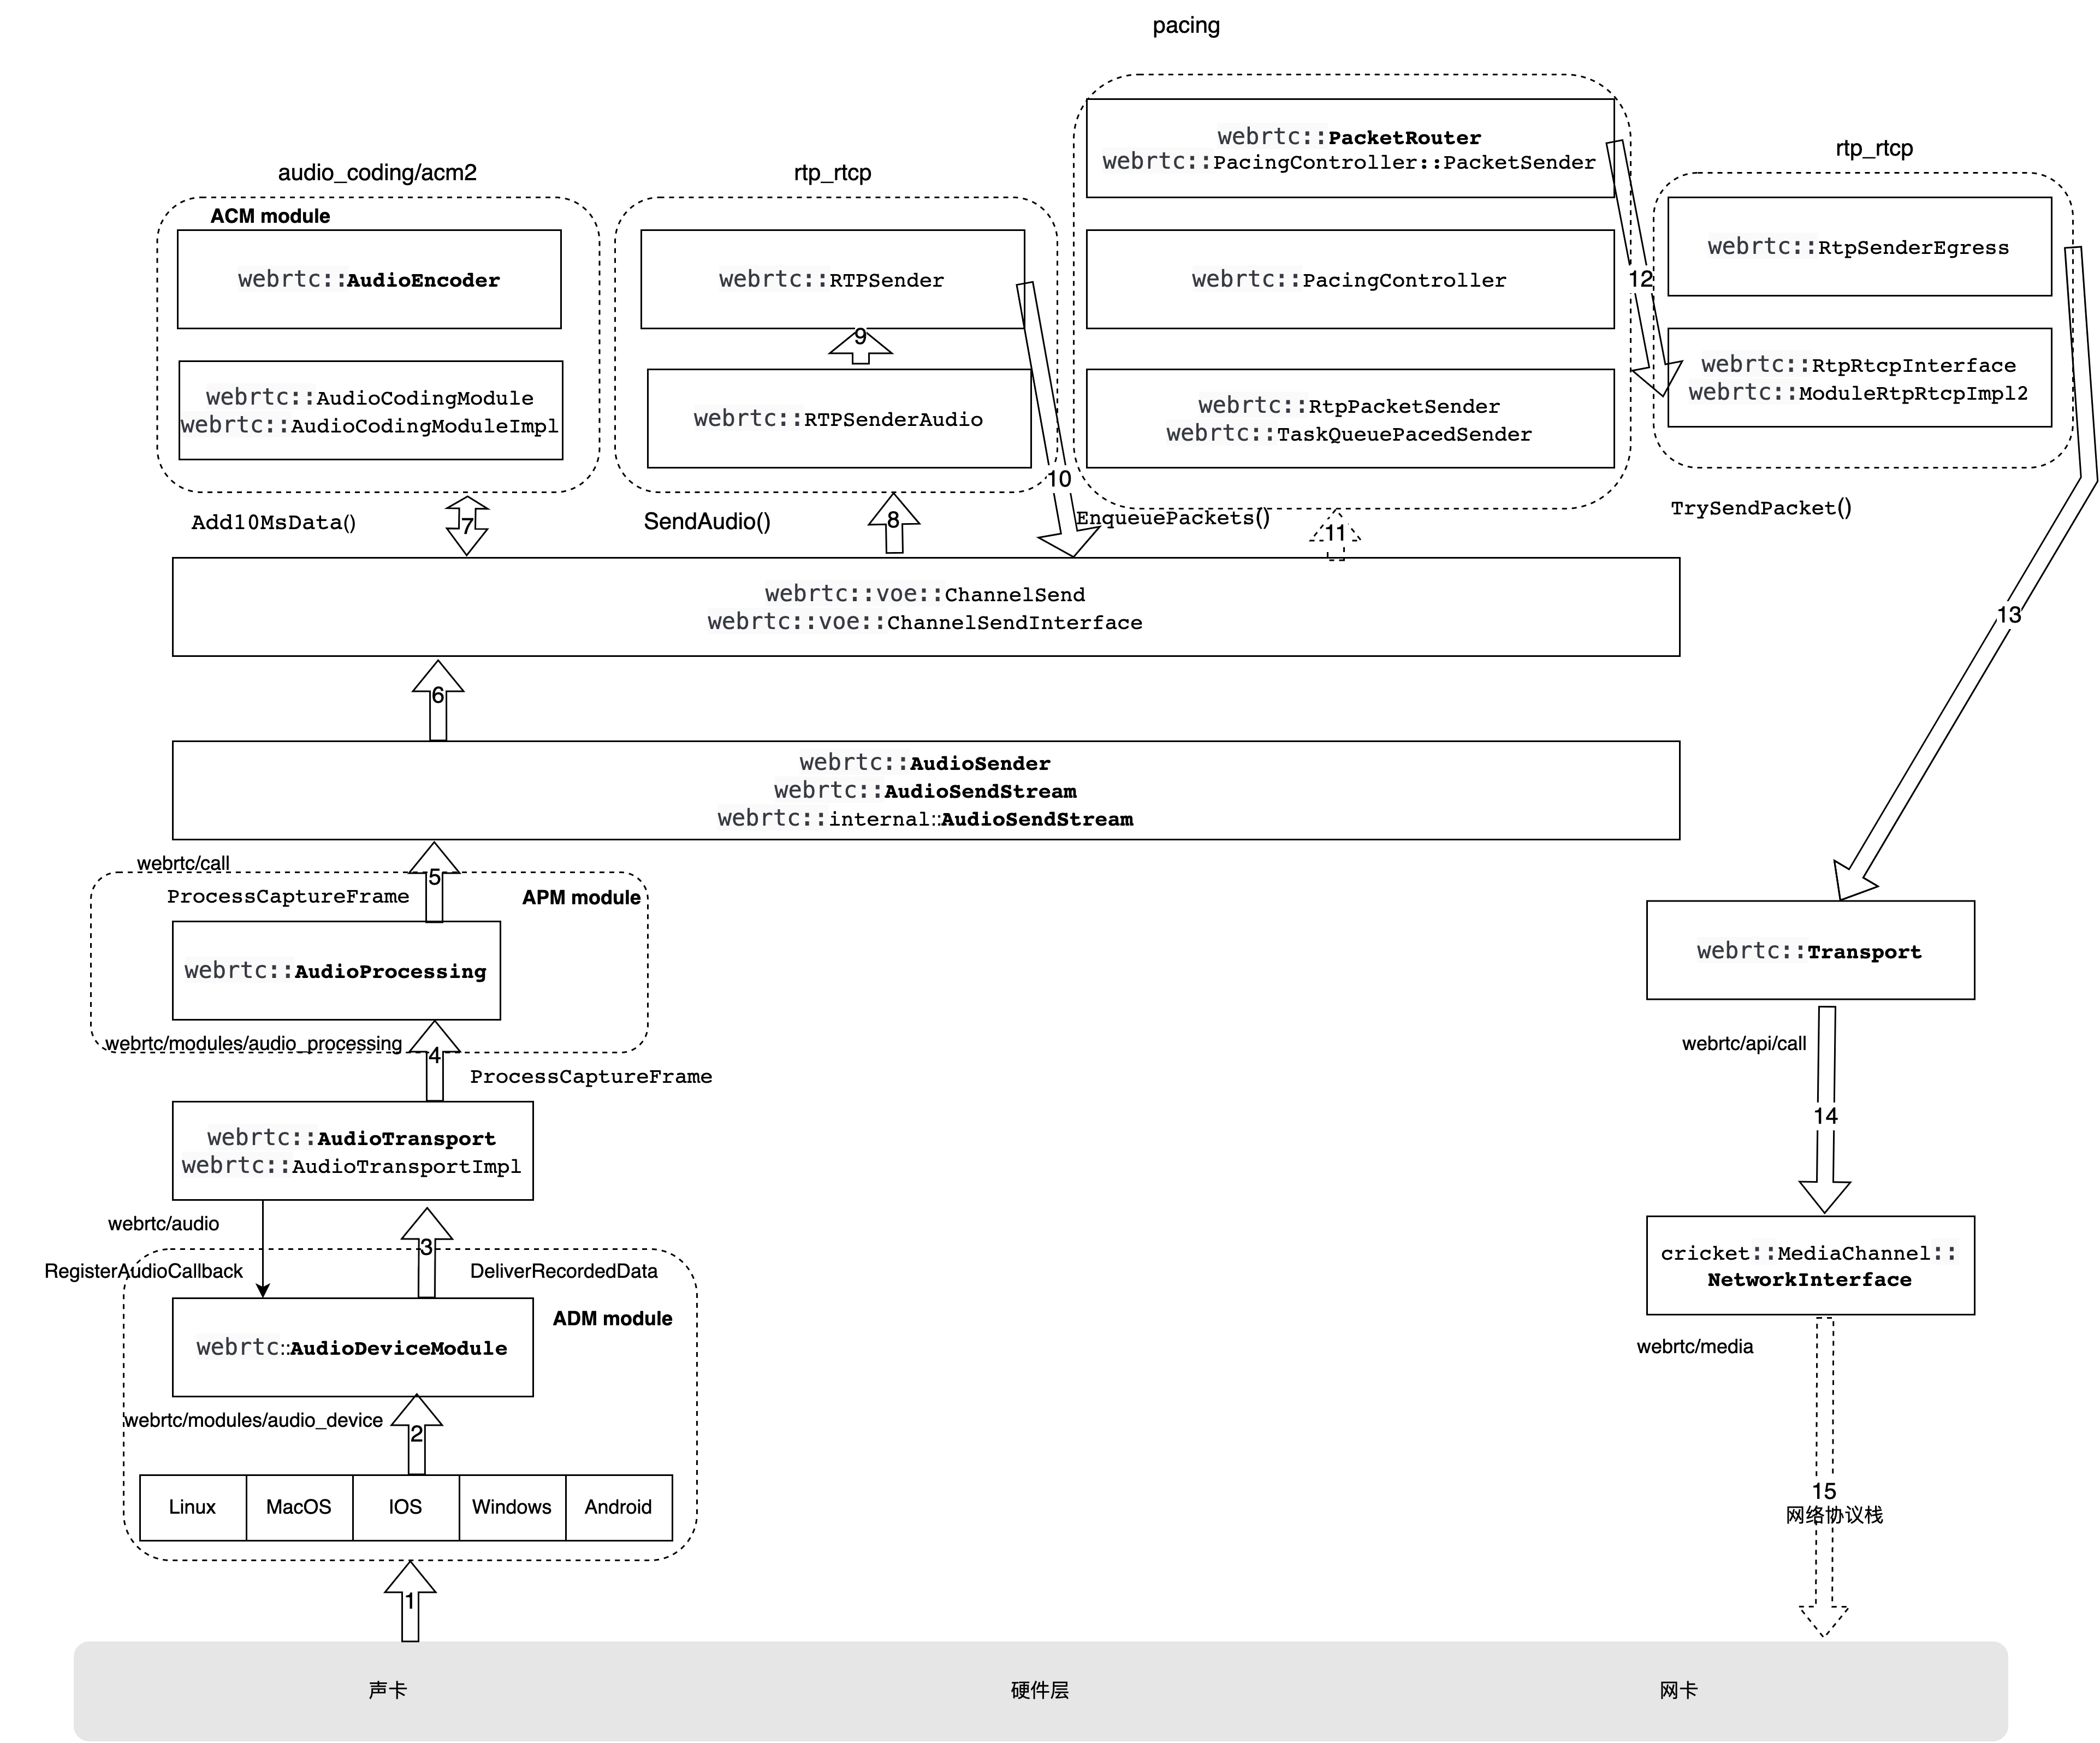 pacing
webrtc::PacketRouter
webrtc::PacingController::PacketSender
rtp_rtcp
audio_coding/acm2
rtp_rtcp
ACM module
webrtc::AudioEncoder
webrtc::RTPSender
webrtc::PacingController
12
webrtc::RtpSenderEgress
9
webrtc::AudioCodingModule
webrtc::AudioCodingModuleImpl
webrtc::RTPSenderAudio
webrtc::RtpPacketSender
webrtc::TaskQueuePacedSender
webrtc::RtpRtcpInterface
webrtc::ModuleRtpRtcpImpl2
10
Add10MsData()
7
SendAudio()
8
EnqueuePackets()
11
TrySendPacket()
webrtc::voe::ChannelSend
webrtc::voe::ChannelSendInterface
13
6
webrtc::AudioSender
webrtc::AudioSendStream
webrtc::internal::AudioSendStream
webrtc/call
5
ProcessCaptureFrame
APM module
webrtc::AudioProcessing
webrtc::Transport
webrtc/modules/audio_processing
4
webrtc/api/call
ProcessCaptureFrame
14
webrtc::AudioTransport
webrtc::AudioTransportImpl
webrtc/audio
3
RegisterAudioCallback
DeliverRecordedData
cricket::MediaChannel::
NetworkInterface
ADM module
webrtc::AudioDeviceModule
webrtc/media
webrtc/modules/audio_device
2
15
网络协议栈
Linux
MacOS
IOS
Windows
Android
1
声卡
硬件层
网卡